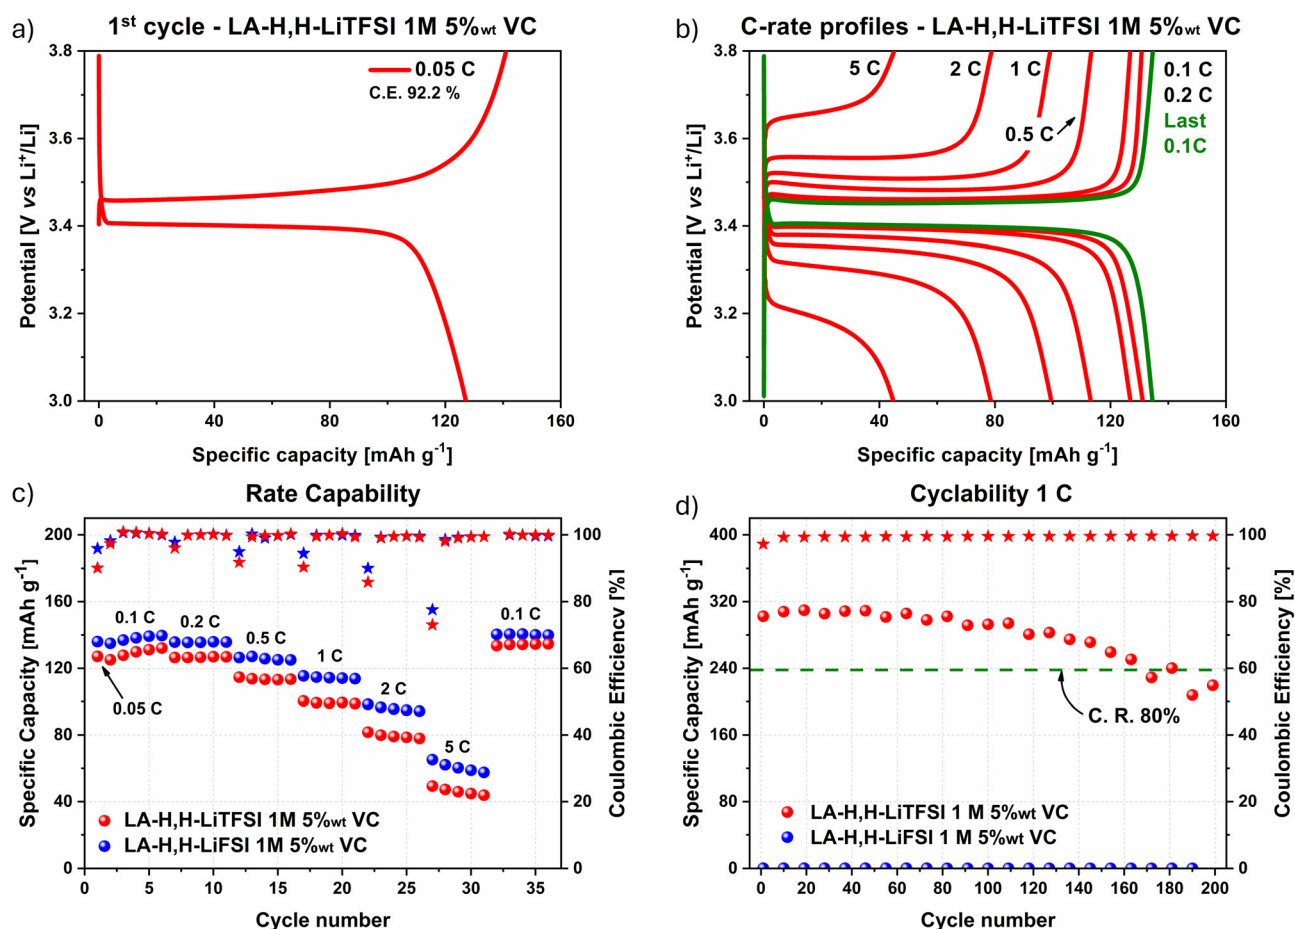 a)
1st cycle - LA-H,H-LiTFSI 1M 5%wt VC
3.8
3.6
3.4
3.2
3.0
Potential [V vs Li+/Li]
0.05 C
C.E. 92.2 %
0 40 80 120 160
Specific capacity [mAh g-1]
b)
C-rate profiles - LA-H,H-LiTFSI 1M 5%wt VC
3.8
3.6
3.4
3.2
3.0
Potential [V vs Li+/Li]
5 C 2 C 1 C 0.1 C
0.2 C
0.5 C
Last
0.1C
0 40 80 120 160
Specific capacity [mAh g-1]
c)
Rate Capability
200
160
120
80
40
0
Specific Capacity [mAh g-1]
100
80
60
40
20
0
Coulombic Efficiencv [%]
0.1 C
0.2 C
0.5 C
1 C
2 C
5 C
0.05 C
LA-H,H-LiTFSI 1M 5%wt VC
LA-H,H-LiFSI 1M 5%wt VC
0 5 10 15 20 25 30 35
Cycle number
d)
Cyclability 1 C
400
320
240
160
80
0
Specific Capacity [mAh g-1]
100
80
60
40
20
0
Coulombic Efficiency [%]
C. R. 80%
LA-H,H-LiTFSI 1 M 5%wt VC
LA-H,H-LiFSI 1 M 5%wt VC
0 20 40 60 80 100 120 140 160 180 200
Cycle number